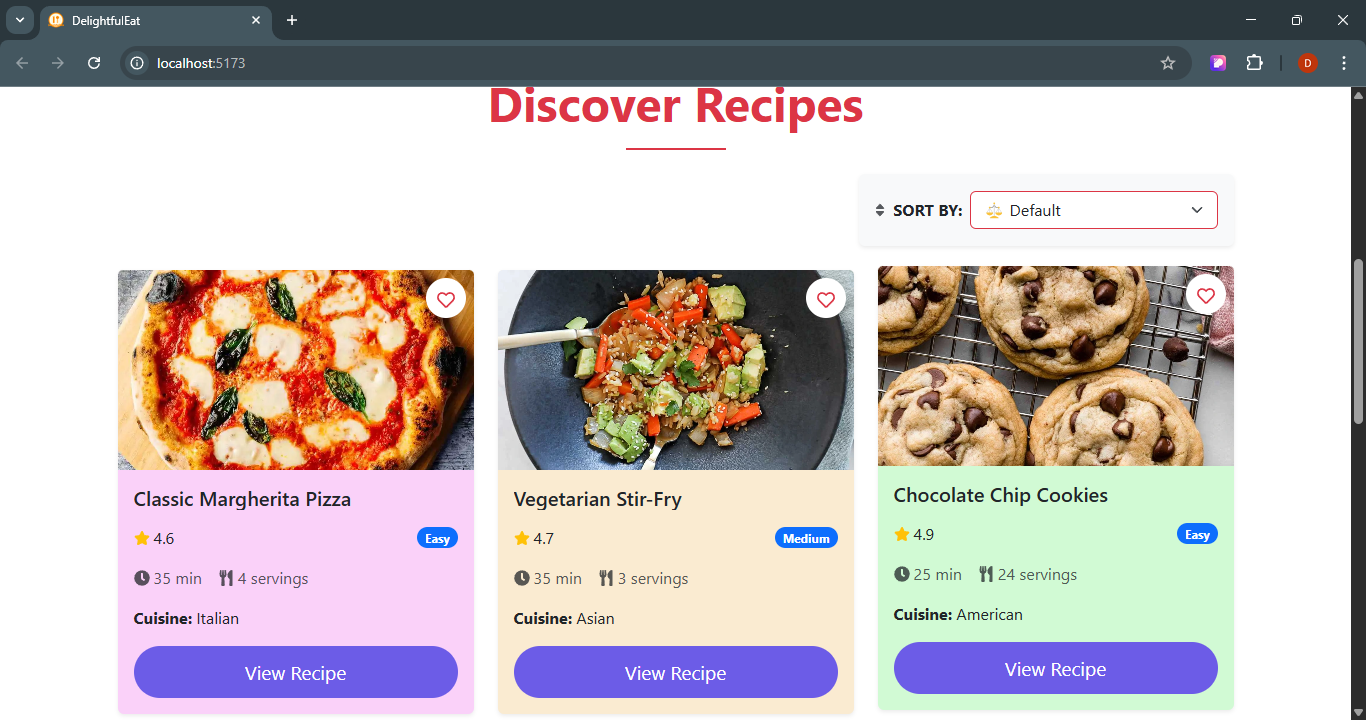 DelightfulEat
localhost:5173
D
Discover Recipes
SORT BY: Default
Classic Margherita Pizza
4.6 Easy
35 min 4 servings
Cuisine: Italian
View Recipe
Vegetarian Stir-Fry
4.7 Medium
35 min 3 servings
Cuisine: Asian
View Recipe
Chocolate Chip Cookies
4.9 Easy
25 min 24 servings
Cuisine: American
View Recipe